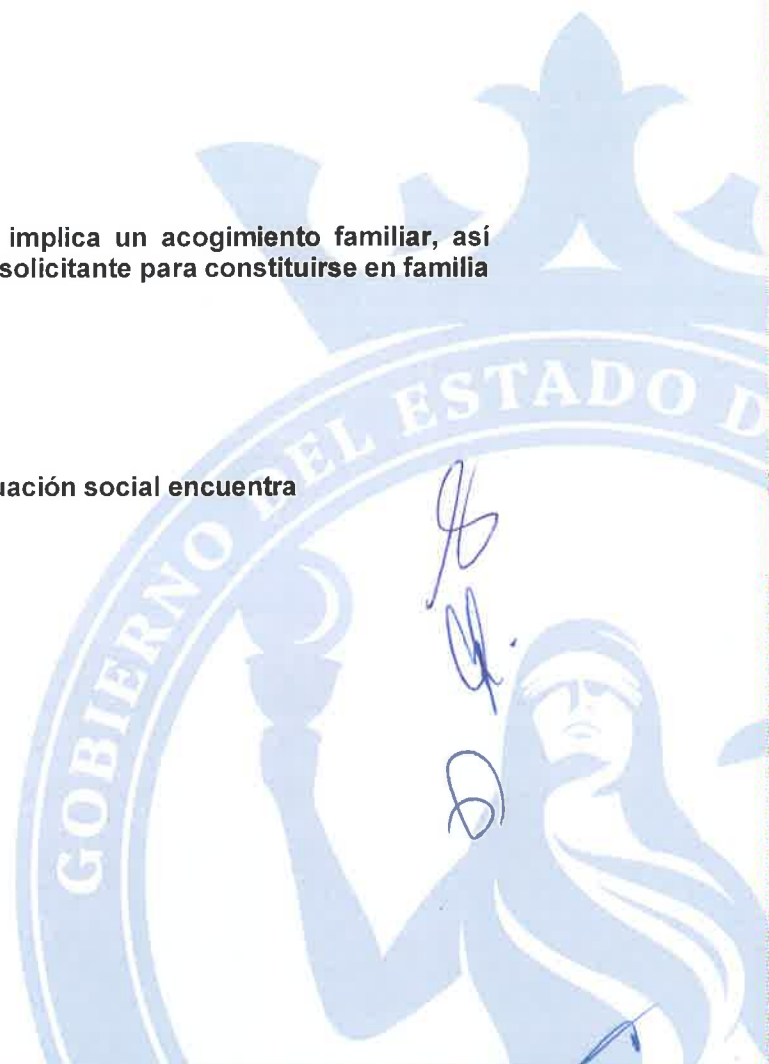 implica un acogimiento familiar, así
solicitante para constituirse en familia
uación social encuentra
GOBIERNO DEL ESTADO D